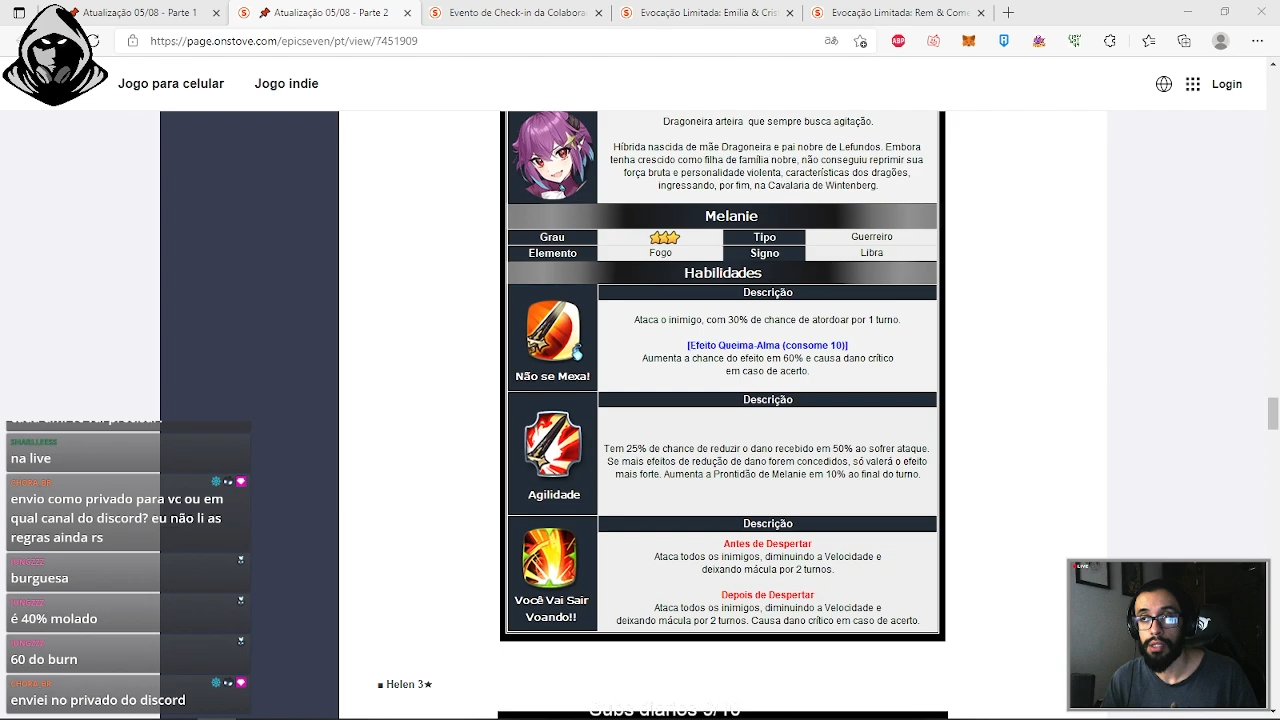 Atualização 05/08 - Parte 1
Atualização 05/08 - Parte 2
Evento de Check-in da Colabora
Evocação Limitada: Emilia & Cri
Evocação Limitada: Rem & Come
https://page.onstove.com/epicseven/pt/view/7451909
Jogo para celular
Jogo indie
Login
Dragoneira arteira que sempre busca agitação.
Híbrida nascida de mãe Dragoneira e pai nobre de Lefundos. Embora
tenha crescido como filha de família nobre, não conseguiu reprimir sua
força bruta e personalidade violenta, características dos dragões,
ingressando, por fim, na Cavalaria de Wintenberg.
Melanie
Grau
Tipo
Guerreiro
Elemento
Fogo
Signo
Libra
Habilidades
Descrição
Ataca o inimigo, com 30% de chance de atordoar por 1 turno.
[Efeito Queima-Alma (consome 10)]
Aumenta a chance do efeito em 60% e causa dano crítico
em caso de acerto.
Não se Mexa!
Descrição
Tem 25% de chance de reduzir o dano recebido em 50% ao sofrer ataque.
Se mais efeitos de redução de dano forem concedidos, só valerá o efeito
mais forte. Aumenta a Prontidão de Melanie em 10% ao final do turno.
Agilidade
Descrição
Antes de Despertar
Ataca todos os inimigos, diminuindo a Velocidade e
deixando mácula por 2 turnos.
Depois de Despertar
Ataca todos os inimigos, diminuindo a Velocidade e
deixando mácula por 2 turnos. Causa dano crítico em caso de acerto.
Você Vai Sair
Voando!!
■ Helen 3★
Subs diários 9/10
na live
CHORA_BR
envio como privado para vc ou em
qual canal do discord? eu não li as
regras ainda rs
burguesa
é 40% molado
60 do burn
CHORA_BR
enviei no privado do discord
LIVE